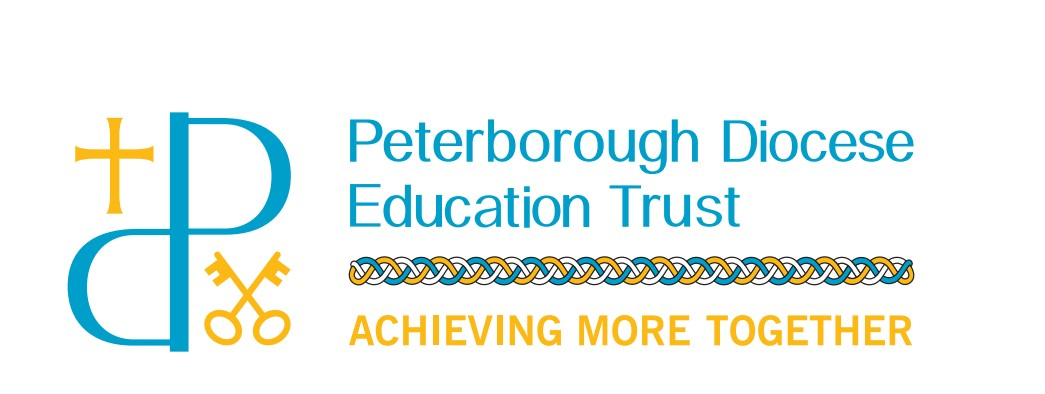 Peterborough Diocese
Education Trust
ACHIEVING MORE TOGETHER